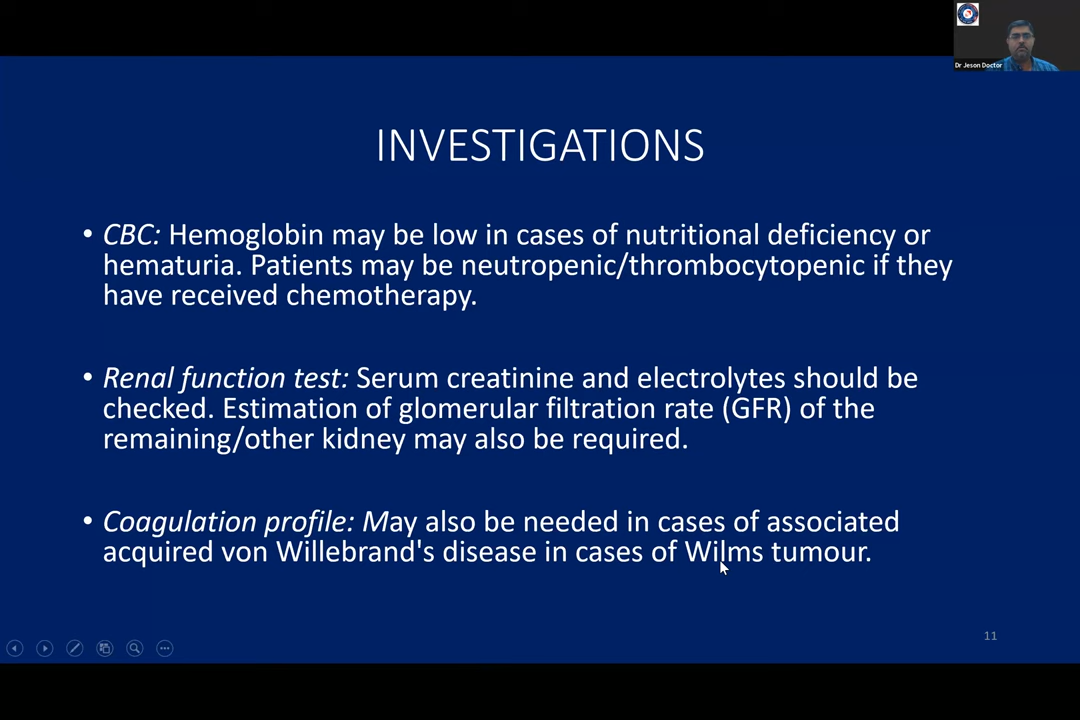 Dr Jeson Doctor
INVESTIGATIONS
• CBC: Hemoglobin may be low in cases of nutritional deficiency or
hematuria. Patients may be neutropenic/thrombocytopenic if they
have received chemotherapy.
• Renal function test: Serum creatinine and electrolytes should be
checked. Estimation of glomerular filtration rate (GFR) of the
remaining/other kidney may also be required.
• Coagulation profile: May also be needed in cases of associated
acquired von Willebrand's disease in cases of Wilms tumour.
11